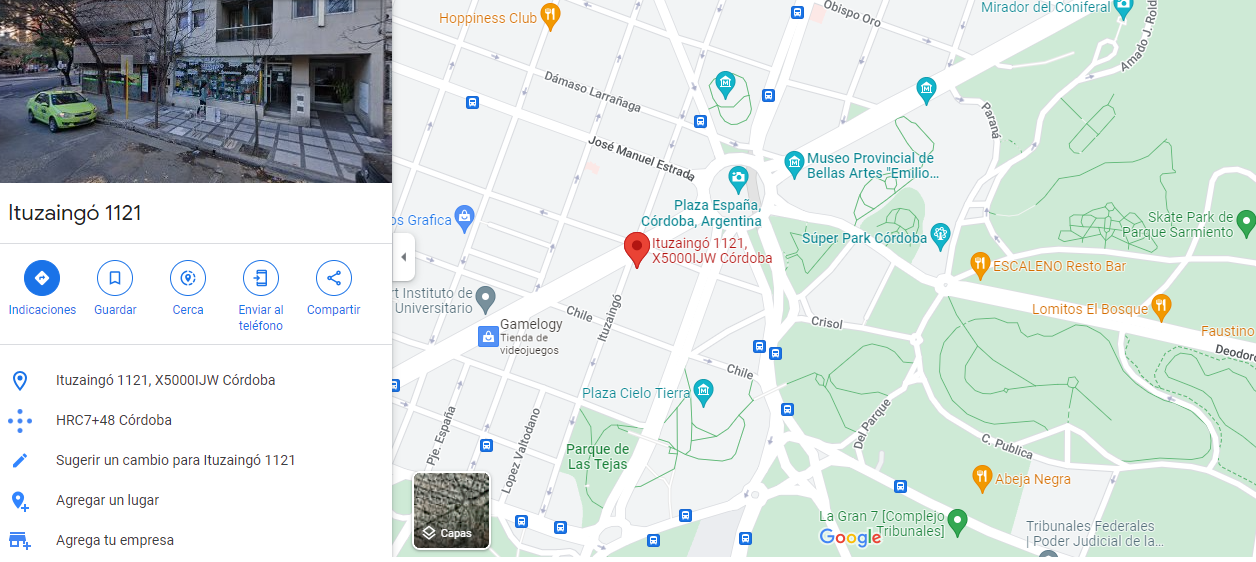 Ituzaingó 1121
Indicaciones
Guardar
Cerca
Enviar al
teléfono
Compartir
Ituzaingó 1121, X5000IJW Córdoba
HRC7+48 Córdoba
Sugerir un cambio para Ituzaingó 1121
Agregar un lugar
Agrega tu empresa
Hoppiness Club
Obispo Oro
Mirador del Coniferal
Amado J. Rold
Dámaso Larrañaga
Paraná
José Manuel Estrada
Museo Provincial de
Bellas Artes "Emilio...
Plaza España,
Córdoba, Argentina
os Grafica
Skate Park de
Parque Sarmiento
Súper Park Córdoba
Ituzaingó 1121,
X5000IJW Córdoba
ESCALENO Resto Bar
rt Instituto de
Universitario
Chile
Ituzaingó
Lomitos El Bosque
Gamelogy
Tienda de
videojuegos
Crisol
Faustino
Deodoro
Chile
Plaza Cielo Tierra
Pje. España
Lopez Valtodano
Del Parque
Parque de
Las Tejas
C. Publica
Abeja Negra
Capas
La Gran 7 [Complejo
Tribunales]
Google
Tribunales Federales
| Poder Judicial de la...